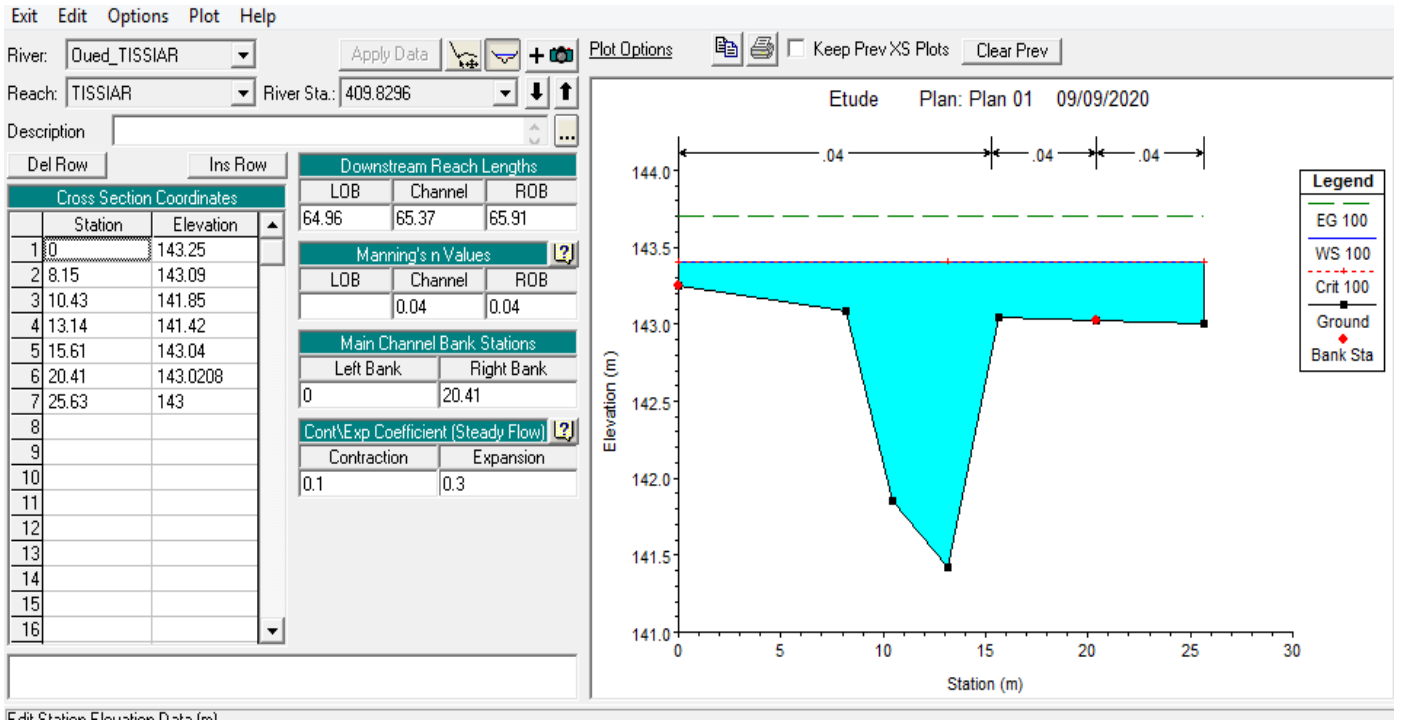 Exit Edit Options Plot Help
River: Oued_TISSIAR Apply Data + Plot Options Keep Prev XS Plots Clear Prev
Reach: TISSIAR River Sta.: 409.8296
Description ...
Del Row Ins Row
Cross Section Coordinates
Station Elevation
1 0 143.25
2 8.15 143.09
3 10.43 141.85
4 13.14 141.42
5 15.61 143.04
6 20.41 143.0208
7 25.63 143
8
9
10
11
12
13
14
15
16
Downstream Reach Lengths
LOB Channel ROB
64.96 65.37 65.91
Manning's n Values ?
LOB Channel ROB
0.04 0.04
Main Channel Bank Stations
Left Bank Right Bank
0 20.41
Cont\Exp Coefficient (Steady Flow) ?
Contraction Expansion
0.1 0.3
Etude Plan: Plan 01 09/09/2020
.04 .04 .04
144.0
143.5
143.0
142.5
142.0
141.5
141.0
Elevation (m)
0 5 10 15 20 25 30
Station (m)
Legend
EG 100
WS 100
Crit 100
Ground
Bank Sta
Edit Station Elevation Data (m)